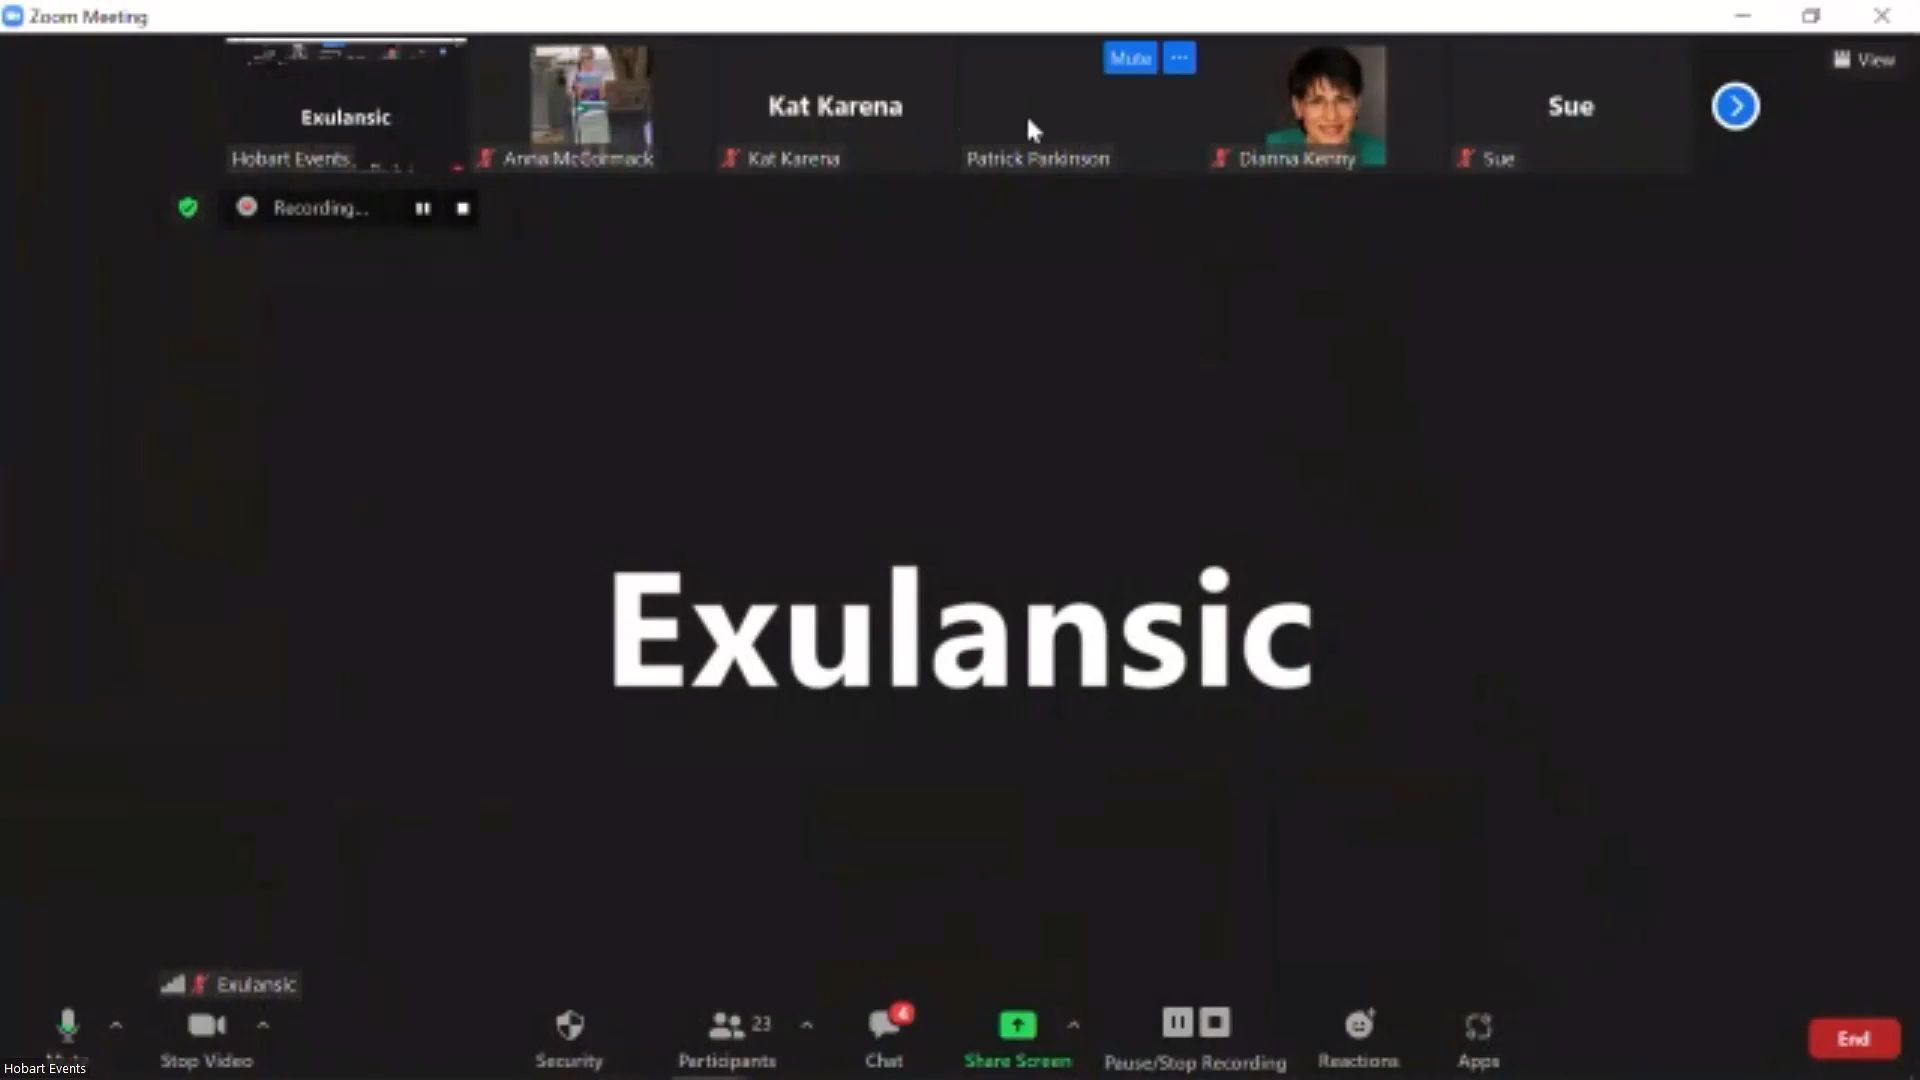 Zoom Meeting
Mute
View
Exulansic
Kat Karena
Sue
Hobart Events
Anna McCormack
Kat Karena
Patrick Parkinson
Dianna Kenny
Sue
Recording...
Exulansic
Exulansic
23
4
Mute
Stop Video
Security
Participants
Chat
Share Screen
Pause/Stop Recording
Reactions
Apps
End
Hobart Events